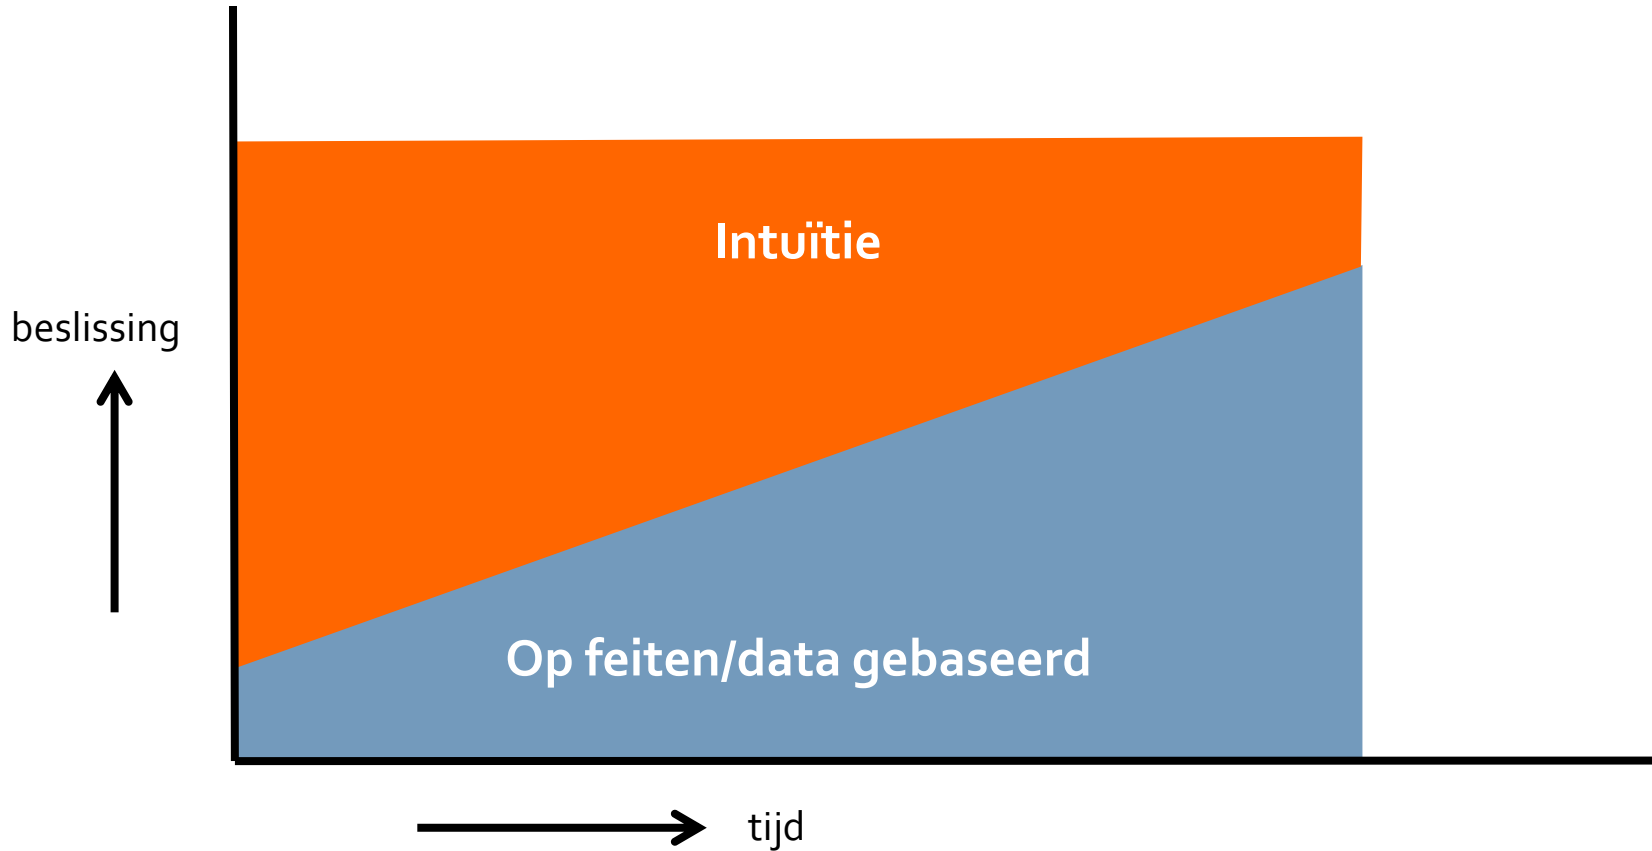 Intuïtie
beslissing
Op feiten/data gebaseerd
tijd